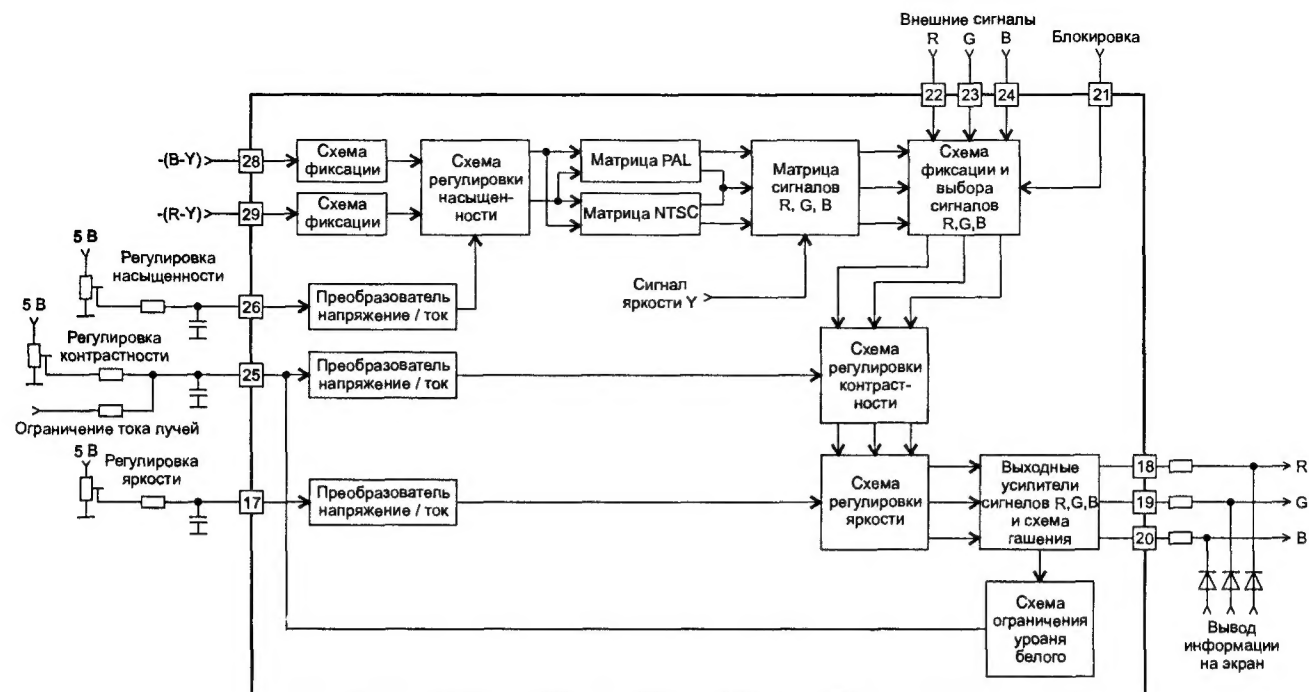 Внешние сигналы
R
G
B
Блокировка
22
23
24
21
-(B-Y)
28
Схема
фиксации
-(R-Y)
29
Схема
фиксации
Схема
регулировки
насыщен-
ности
Матрица PAL
Матрица NTSC
Матрица
сигналов
R, G, B
Схема
фиксации и
выбора
сигналов
R,G,B
5 В
Регулировка
насыщенности
26
Преобразователь
напряжение / ток
Сигнал
яркости Y
5 В
Регулировка
контрастности
25
Преобразователь
напряжение / ток
Схема
регулировки
контраст-
ности
Ограничение тока лучей
5 В
Регулировка
яркости
17
Преобразователь
напряжение / ток
Схема
регулировки
яркости
Выходные
усилители
сигнелов R,G,B
и схема
гашения
18
R
19
G
20
B
Схема
ограничения
уроаня
белого
Вывод
информации
на экран